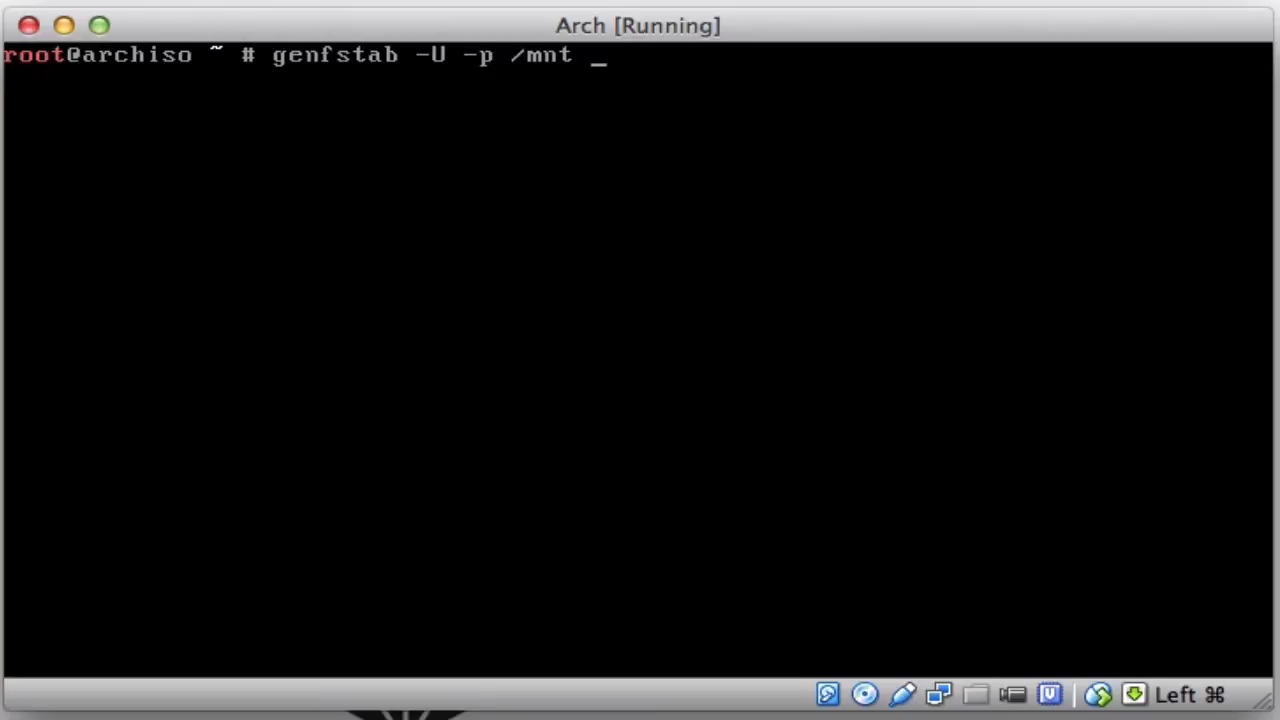 Arch [Running]
root@archiso ~ # genfstab -U -p /mnt _
Left ⌘